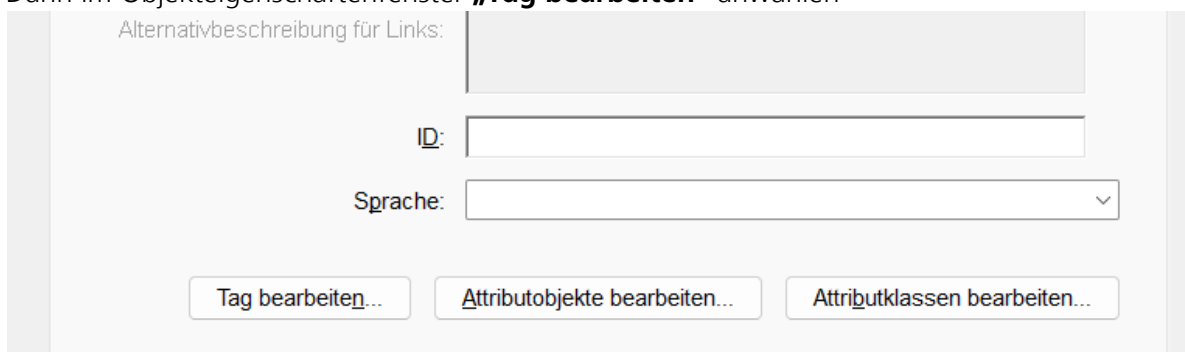 Dann im Objekteigenschaftenfenster „Tag bearbeiten“ anwählen
Alternativbeschreibung für Links:
ID:
Sprache:
Tag bearbeiten... Attributobjekte bearbeiten... Attributklassen bearbeiten...